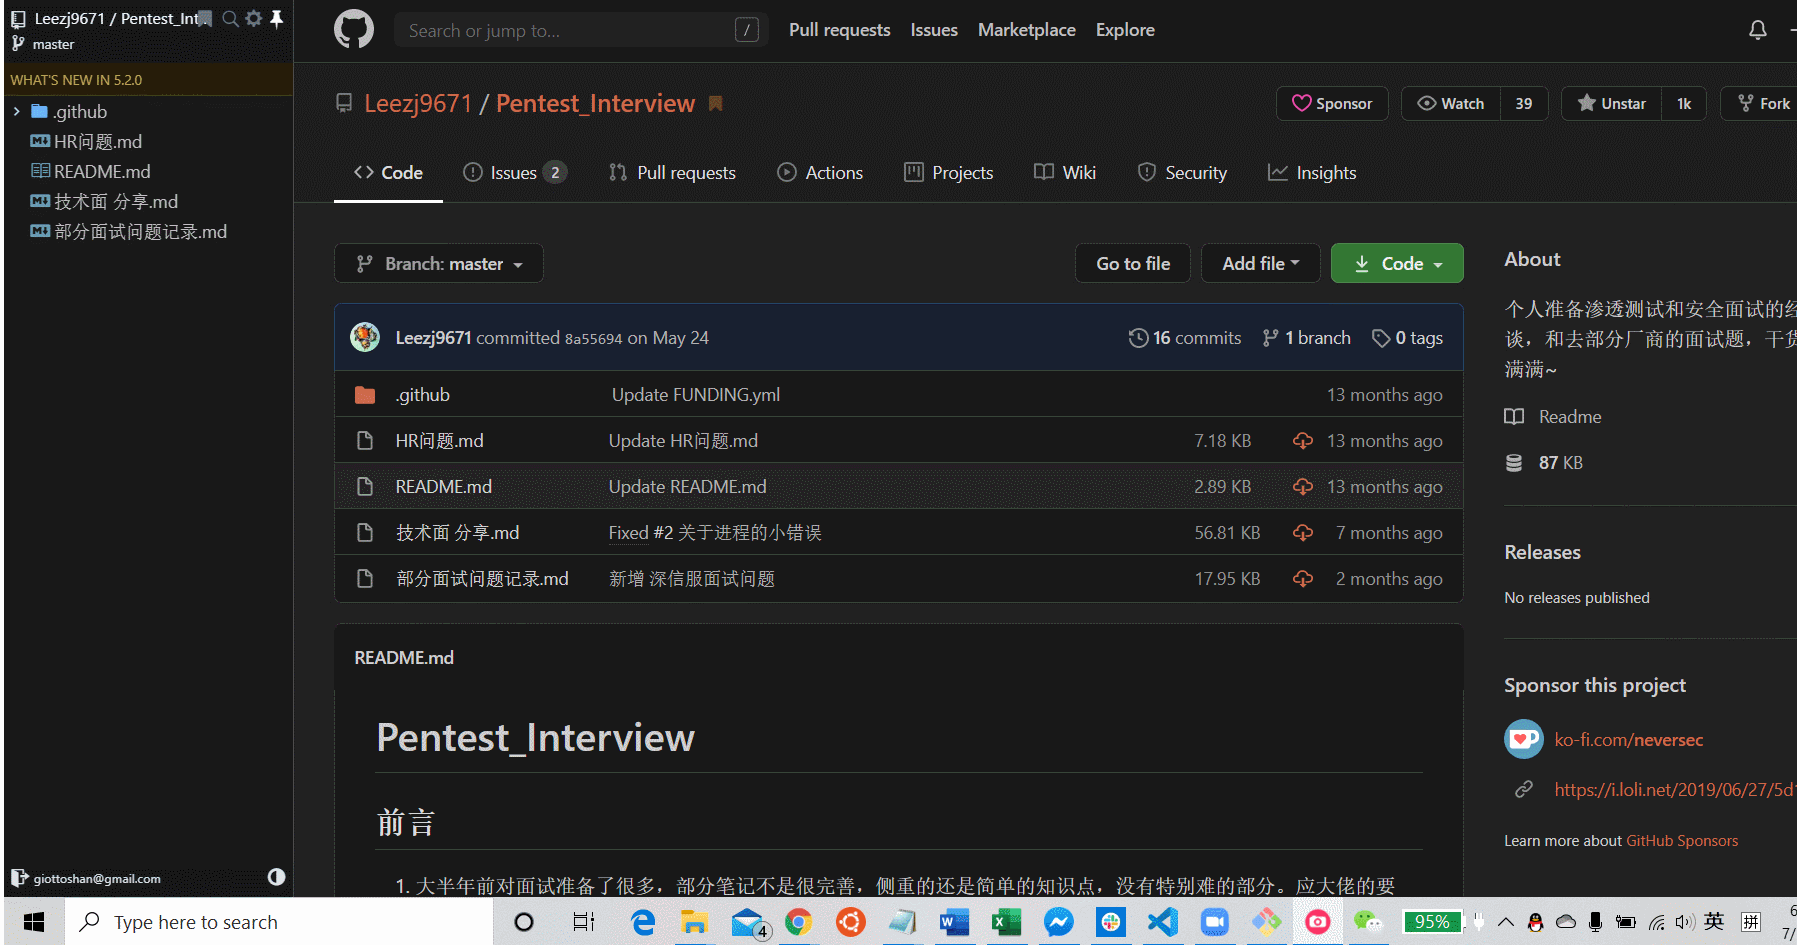 Leezj9671 / Pentest_Int...
master
WHAT'S NEW IN 5.2.0
.github
HR问题.md
README.md
技术面 分享.md
部分面试问题记录.md
giottoshan@gmail.com
Search or jump to...
/
Pull requests
Issues
Marketplace
Explore
Leezj9671 / Pentest_Interview
Sponsor
Watch
39
Unstar
1k
Fork
Code
Issues 2
Pull requests
Actions
Projects
Wiki
Security
Insights
Branch: master
Go to file
Add file
Code
Leezj9671 committed 8a55694 on May 24
16 commits
1 branch
0 tags
.github Update FUNDING.yml 13 months ago
HR问题.md Update HR问题.md 7.18 KB 13 months ago
README.md Update README.md 2.89 KB 13 months ago
技术面 分享.md Fixed #2 关于进程的小错误 56.81 KB 7 months ago
部分面试问题记录.md 新增 深信服面试问题 17.95 KB 2 months ago
README.md
Pentest_Interview
前言
1. 大半年前对面试准备了很多，部分笔记不是很完善，侧重的还是简单的知识点，没有特别难的部分。应大佬的要
About
个人准备渗透测试和安全面试的经
谈，和去部分厂商的面试题，干货
满满~
Readme
87 KB
Releases
No releases published
Sponsor this project
ko-fi.com/neversec
https://i.loli.net/2019/06/27/5d1
Learn more about GitHub Sponsors
Type here to search
4
95%
英
拼
6
7/